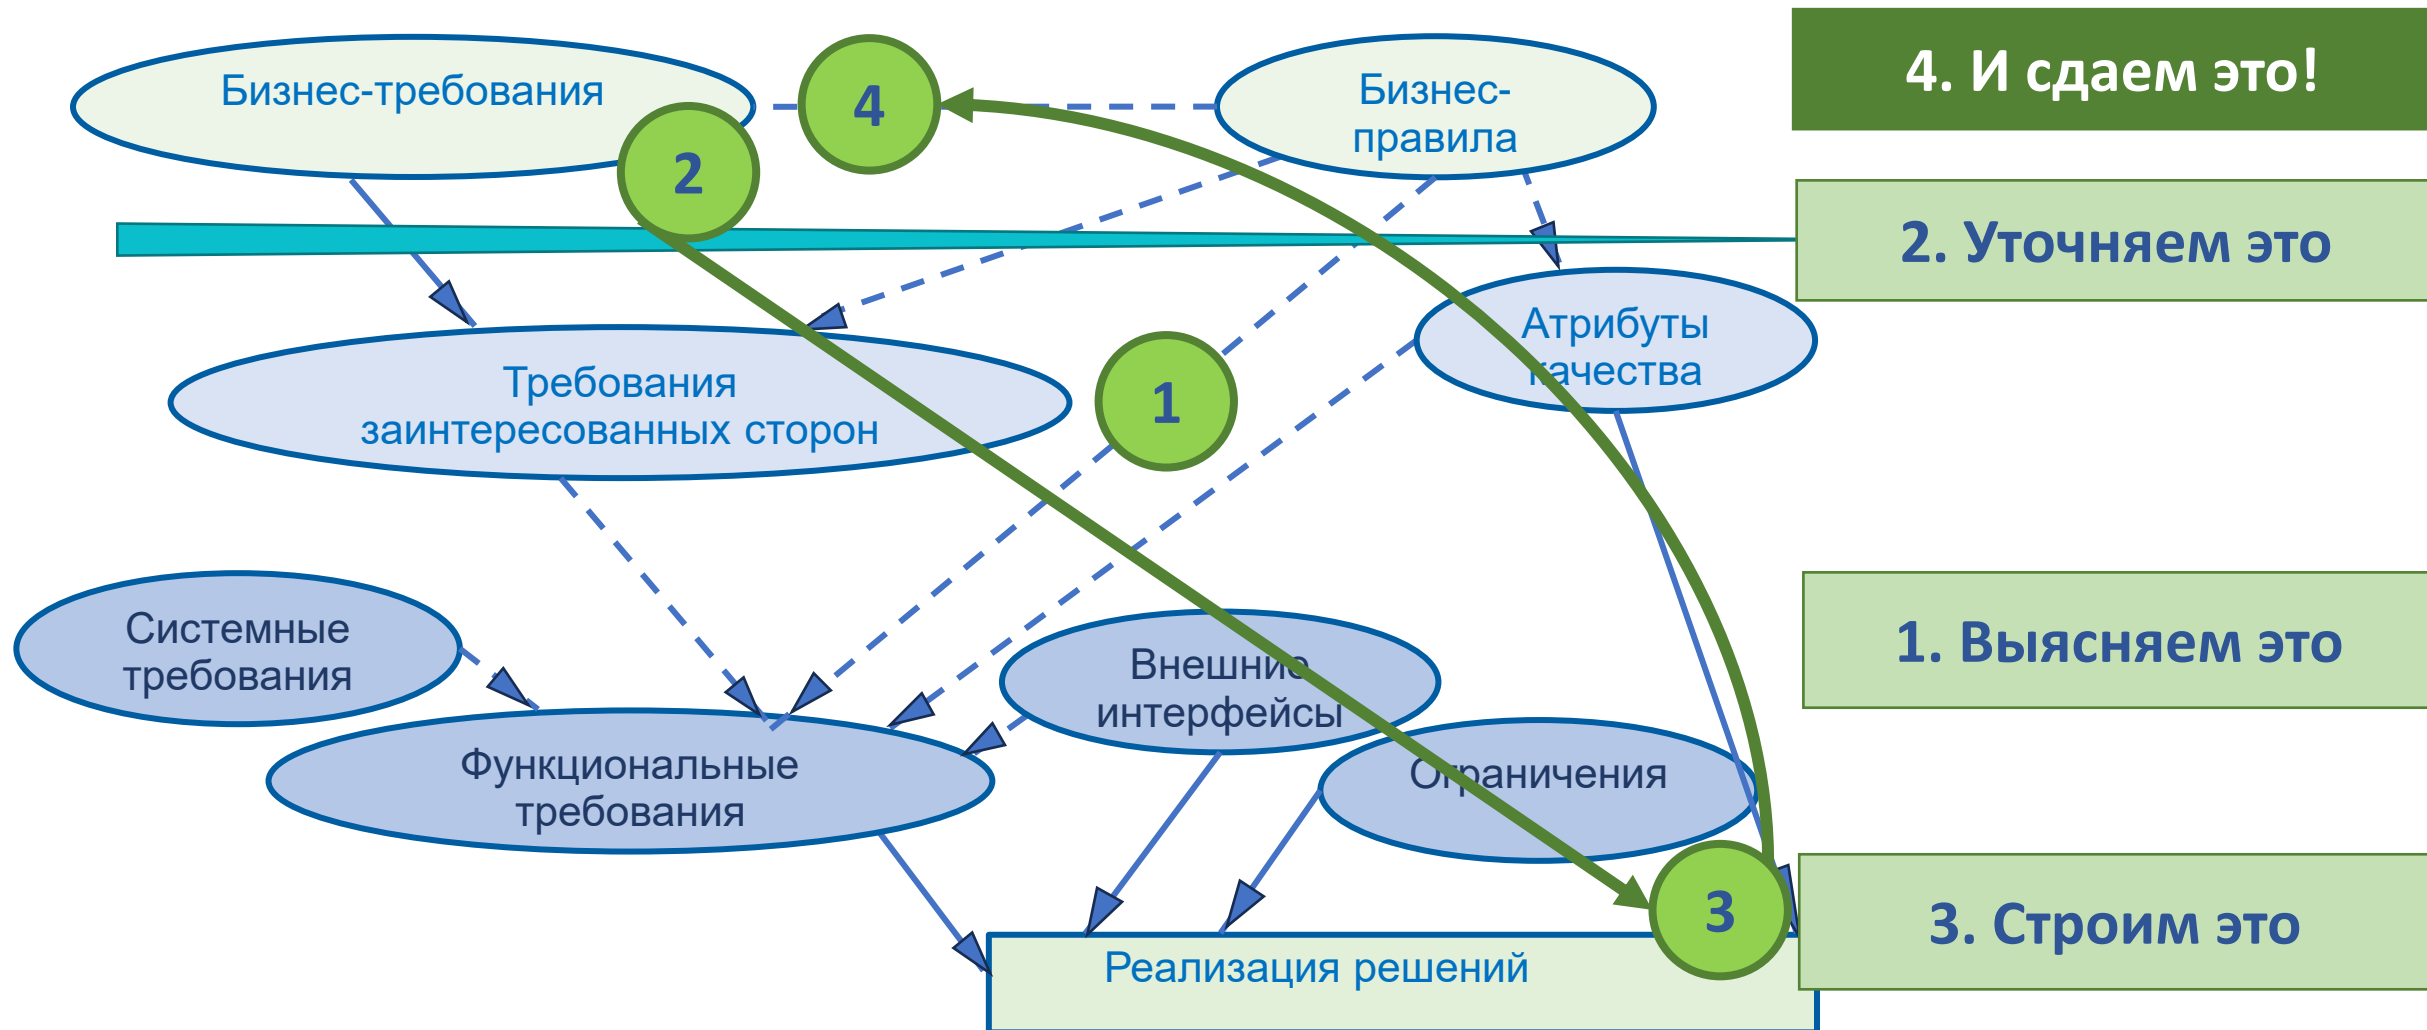 Бизнес-требования
4
Бизнес-
правила
4. И сдаем это!
2
2. Уточняем это
Атрибуты
качества
Требования
заинтересованных сторон
1
Системные
требования
Внешние
интерфейсы
1. Выясняем это
Функциональные
требования
Ограничения
3
3. Строим это
Реализация решений